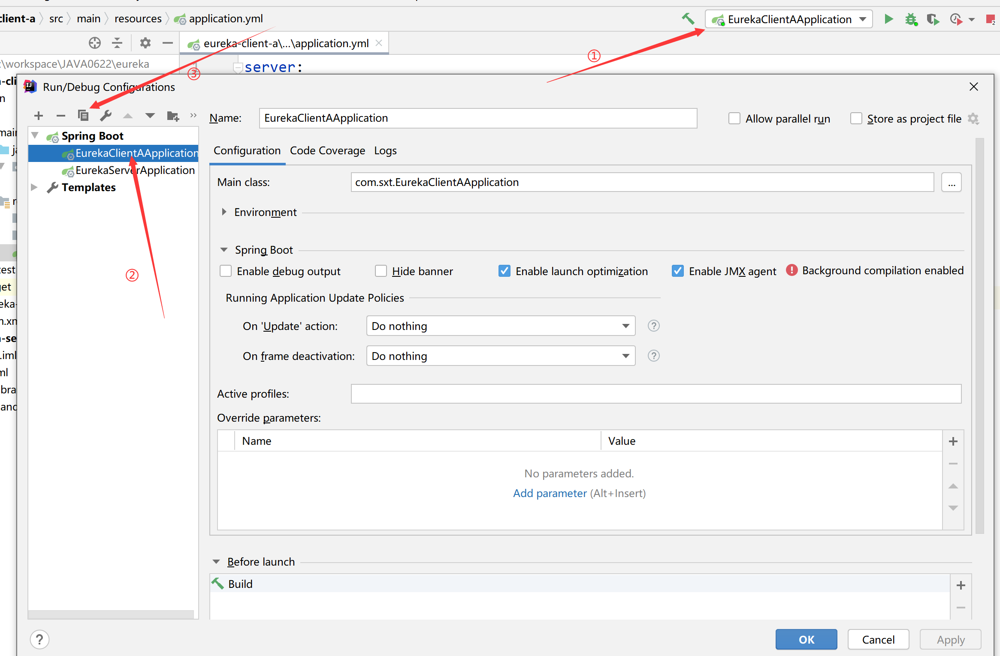 client-a src main resources application.yml EurekaClientAApplication 2
eureka-client-a\...\application.yml
:\workspace\JAVA0622\eureka
1 server:
① ② ③
Run/Debug Configurations
Name: EurekaClientAApplication Allow parallel run Store as project file
Spring Boot
EurekaClientAApplication
EurekaServerApplication
Templates
Configuration Code Coverage Logs
Main class: com.sxt.EurekaClientAApplication ...
Environment
Spring Boot
Enable debug output Hide banner Enable launch optimization Enable JMX agent Background compilation enabled
Running Application Update Policies
On 'Update' action: Do nothing ?
On frame deactivation: Do nothing ?
Active profiles:
Override parameters:
Name Value
No parameters added.
Add parameter (Alt+Insert)
Before launch
Build
? OK Cancel Apply